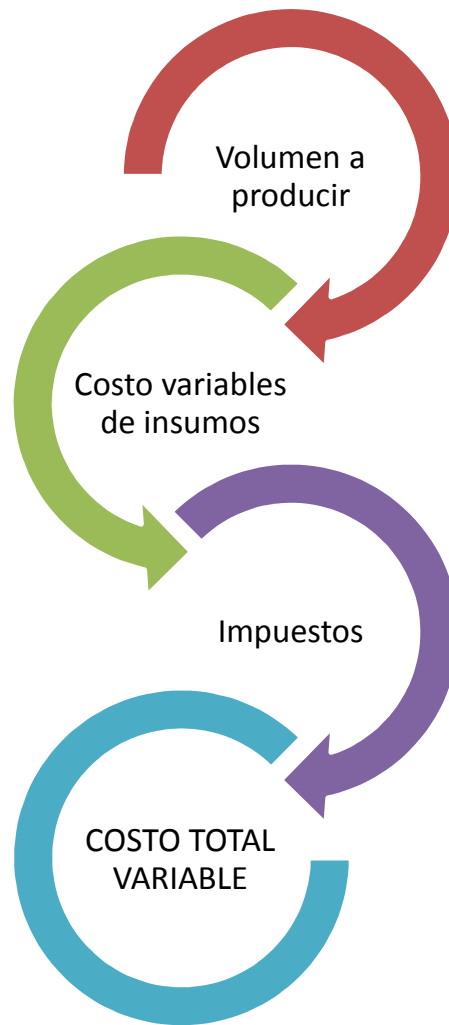 Volumen a
producir
Costo variables
de insumos
Impuestos
COSTO TOTAL
VARIABLE